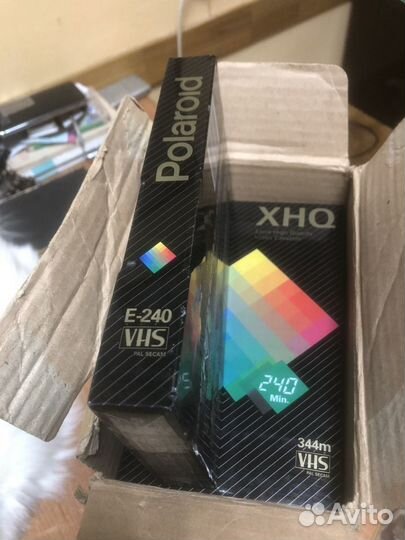 Polaroid
E-240
VHS
PAL SECAM
XHQ
240
Min.
344m
VHS
PAL SECAM
Avito